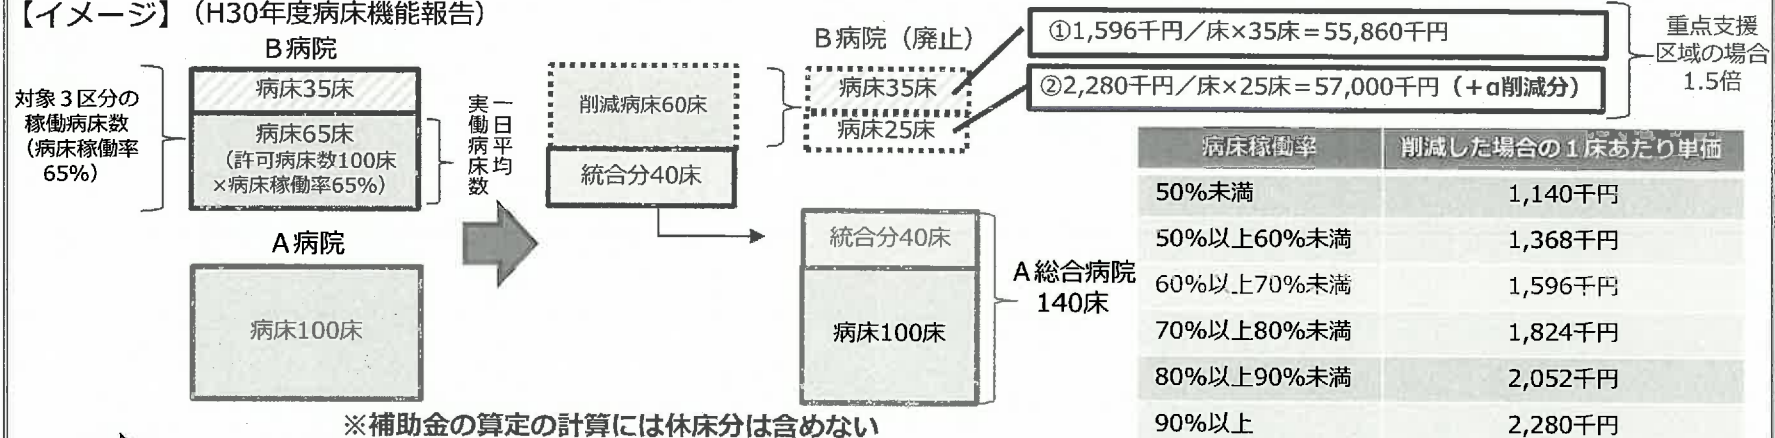 【イメージ】（H30年度病床機能報告）
B病院
対象３区分の
稼働病床数
（病床稼働率
65%）
病床35床
病床65床
（許可病床数100床
×病床稼働率65%）
一日平均
実働病床数
A病院
病床100床
削減病床60床
統合分40床
B病院（廃止）
病床35床
病床25床
統合分40床
病床100床
A総合病院
140床
①1,596千円／床×35床＝55,860千円
②2,280千円／床×25床＝57,000千円（＋α削減分）
重点支援
区域の場合
1.5倍
病床稼働率 削減した場合の１床あたり単価
50%未満 1,140千円
50%以上60%未満 1,368千円
60%以上70%未満 1,596千円
70%以上80%未満 1,824千円
80%以上90%未満 2,052千円
90%以上 2,280千円
※補助金の算定の計算には休床分は含めない